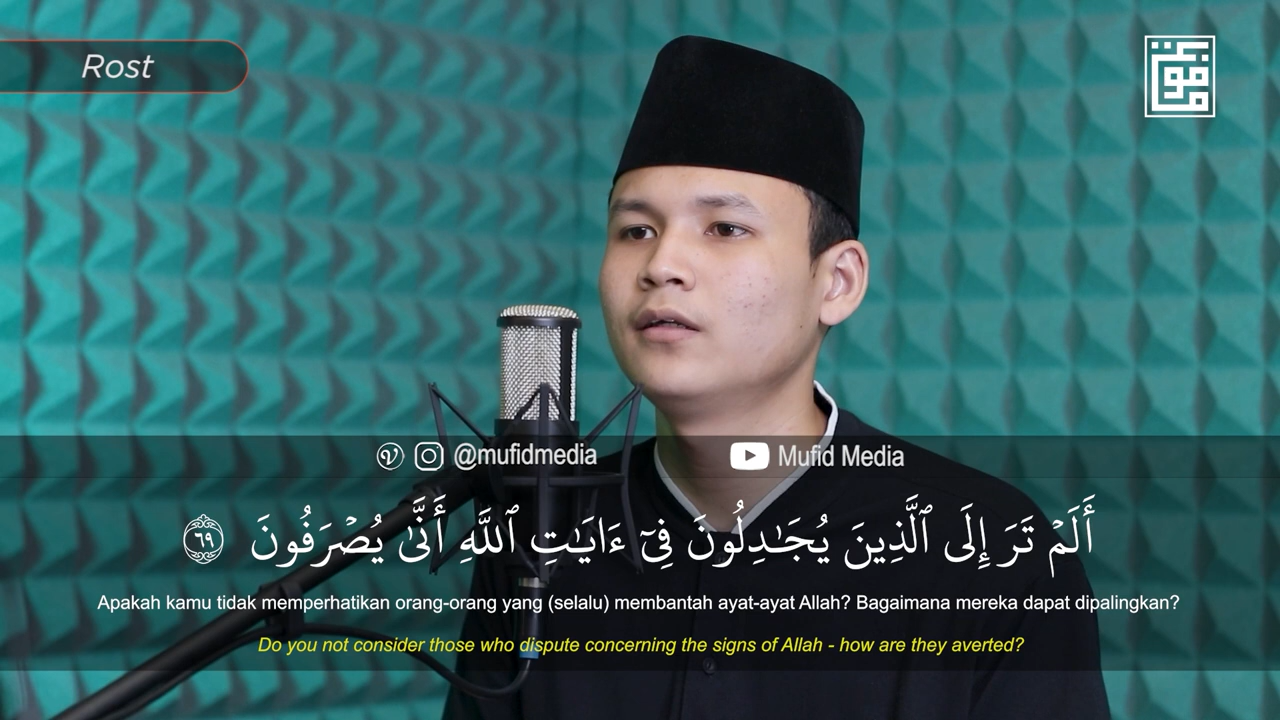 Rost
@mufidmedia
Mufid Media
أَلَمۡ تَرَ إِلَى ٱلَّذِينَ يُجَٰدِلُونَ فِيٓ ءَايَٰتِ ٱللَّهِ أَنَّىٰ يُصۡرَفُونَ ٦٩
Apakah kamu tidak memperhatikan orang-orang yang (selalu) membantah ayat-ayat Allah? Bagaimana mereka dapat dipalingkan?
Do you not consider those who dispute concerning the signs of Allah - how are they averted?